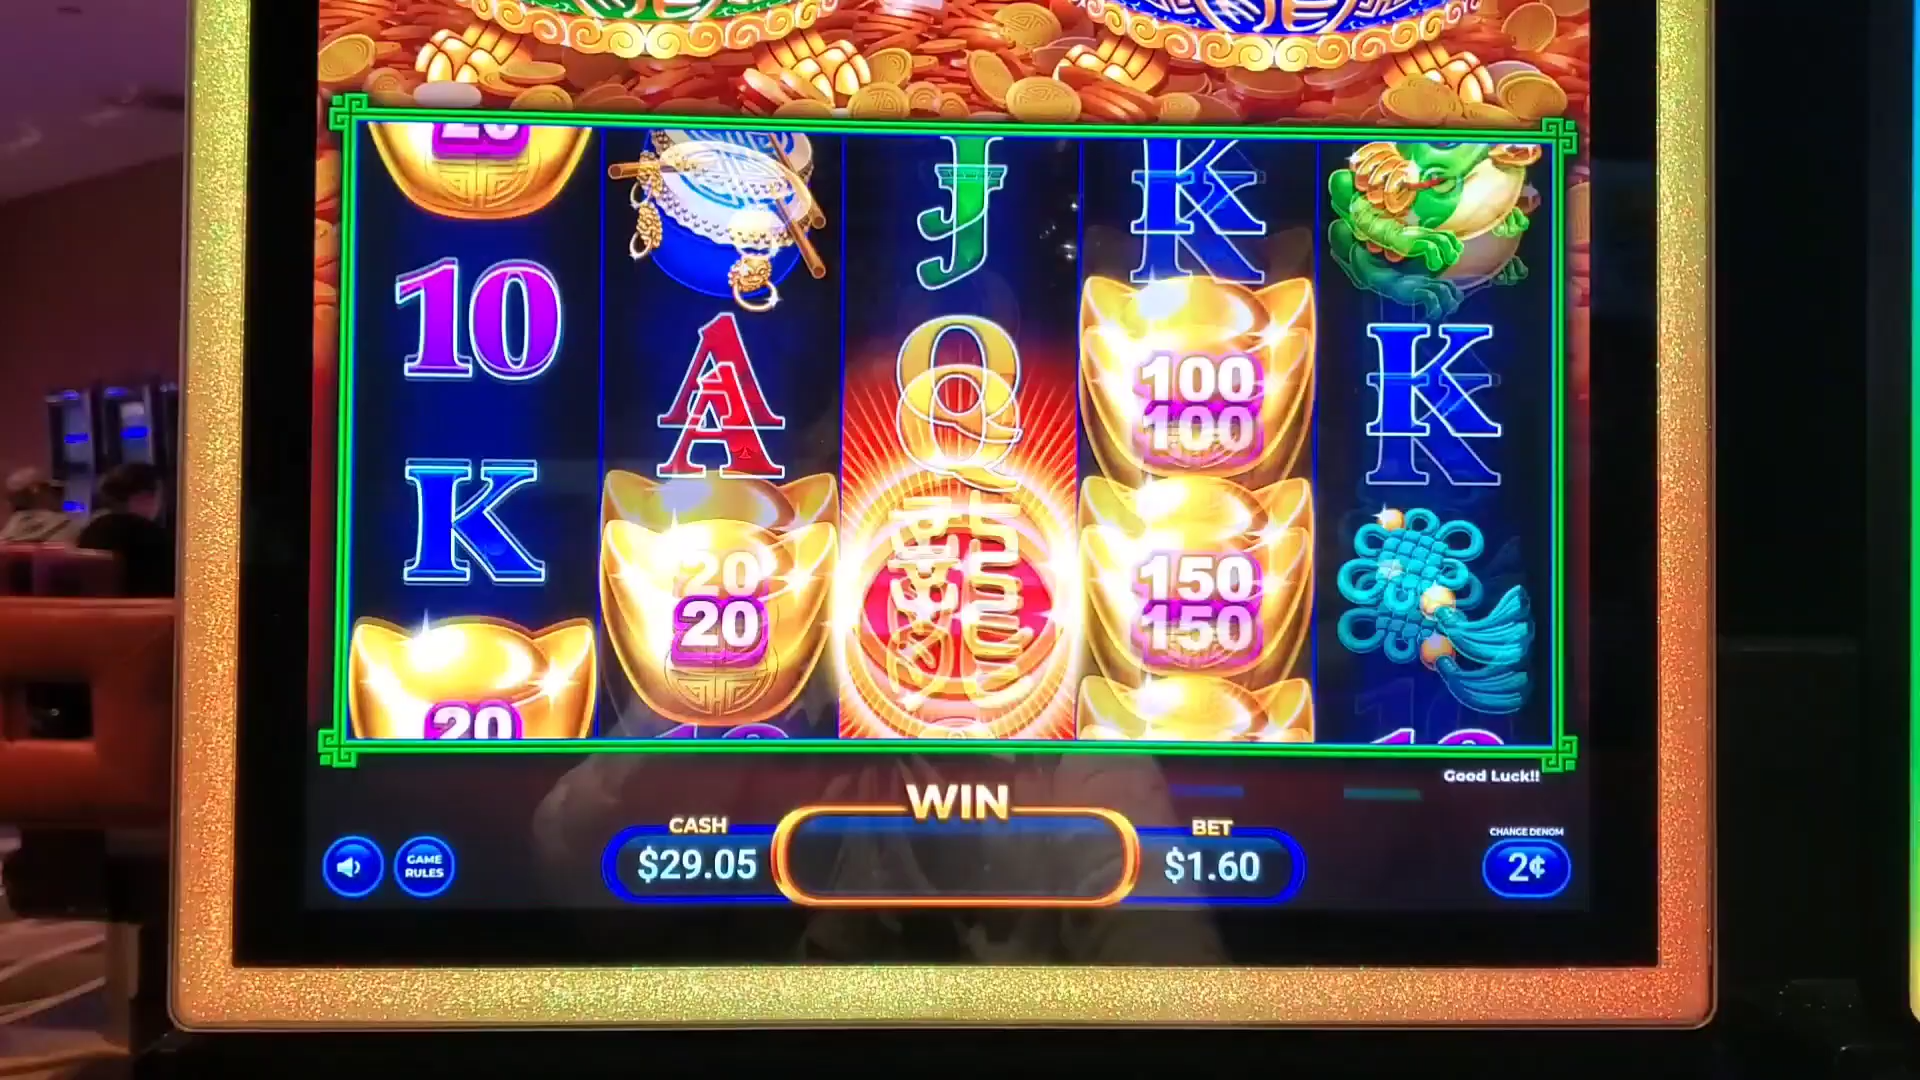 20
J
K
10
A
Q
100
100
K
K
20
20
150
150
20
Good Luck!!
WIN
CASH
BET
CHANGE DENOM
GAME
RULES
$29.05
$1.60
2¢